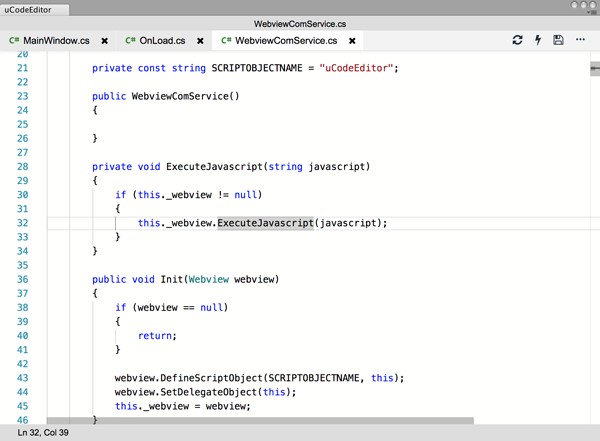 uCodeEditor
WebviewComService.cs
C# MainWindow.cs C# OnLoad.cs C# WebviewComService.cs
20
21 private const string SCRIPTOBJECTNAME = "uCodeEditor";
22
23 public WebviewComService()
24 {
25
26 }
27
28 private void ExecuteJavascript(string javascript)
29 {
30 if (this._webview != null)
31 {
32 this._webview.ExecuteJavascript(javascript);
33 }
34 }
35
36 public void Init(Webview webview)
37 {
38 if (webview == null)
39 {
40 return;
41 }
42
43 webview.DefineScriptObject(SCRIPTOBJECTNAME, this);
44 webview.SetDelegateObject(this);
45 this._webview = webview;
46 }
Ln 32, Col 39